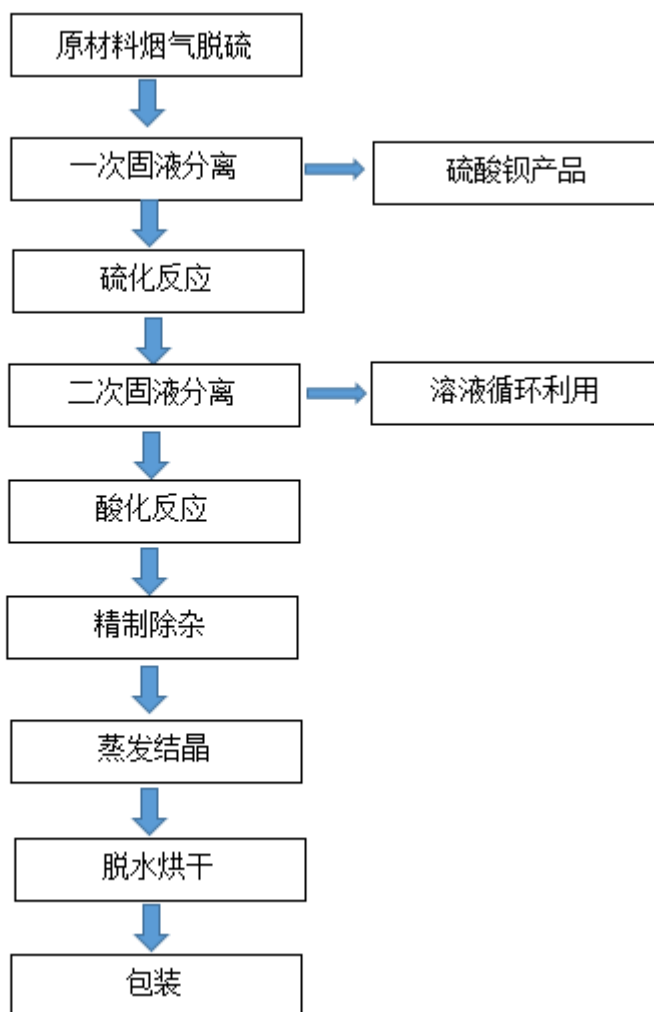 原材料烟气脱硫
一次固液分离
硫酸钡产品
硫化反应
二次固液分离
溶液循环利用
酸化反应
精制除杂
蒸发结晶
脱水烘干
包装